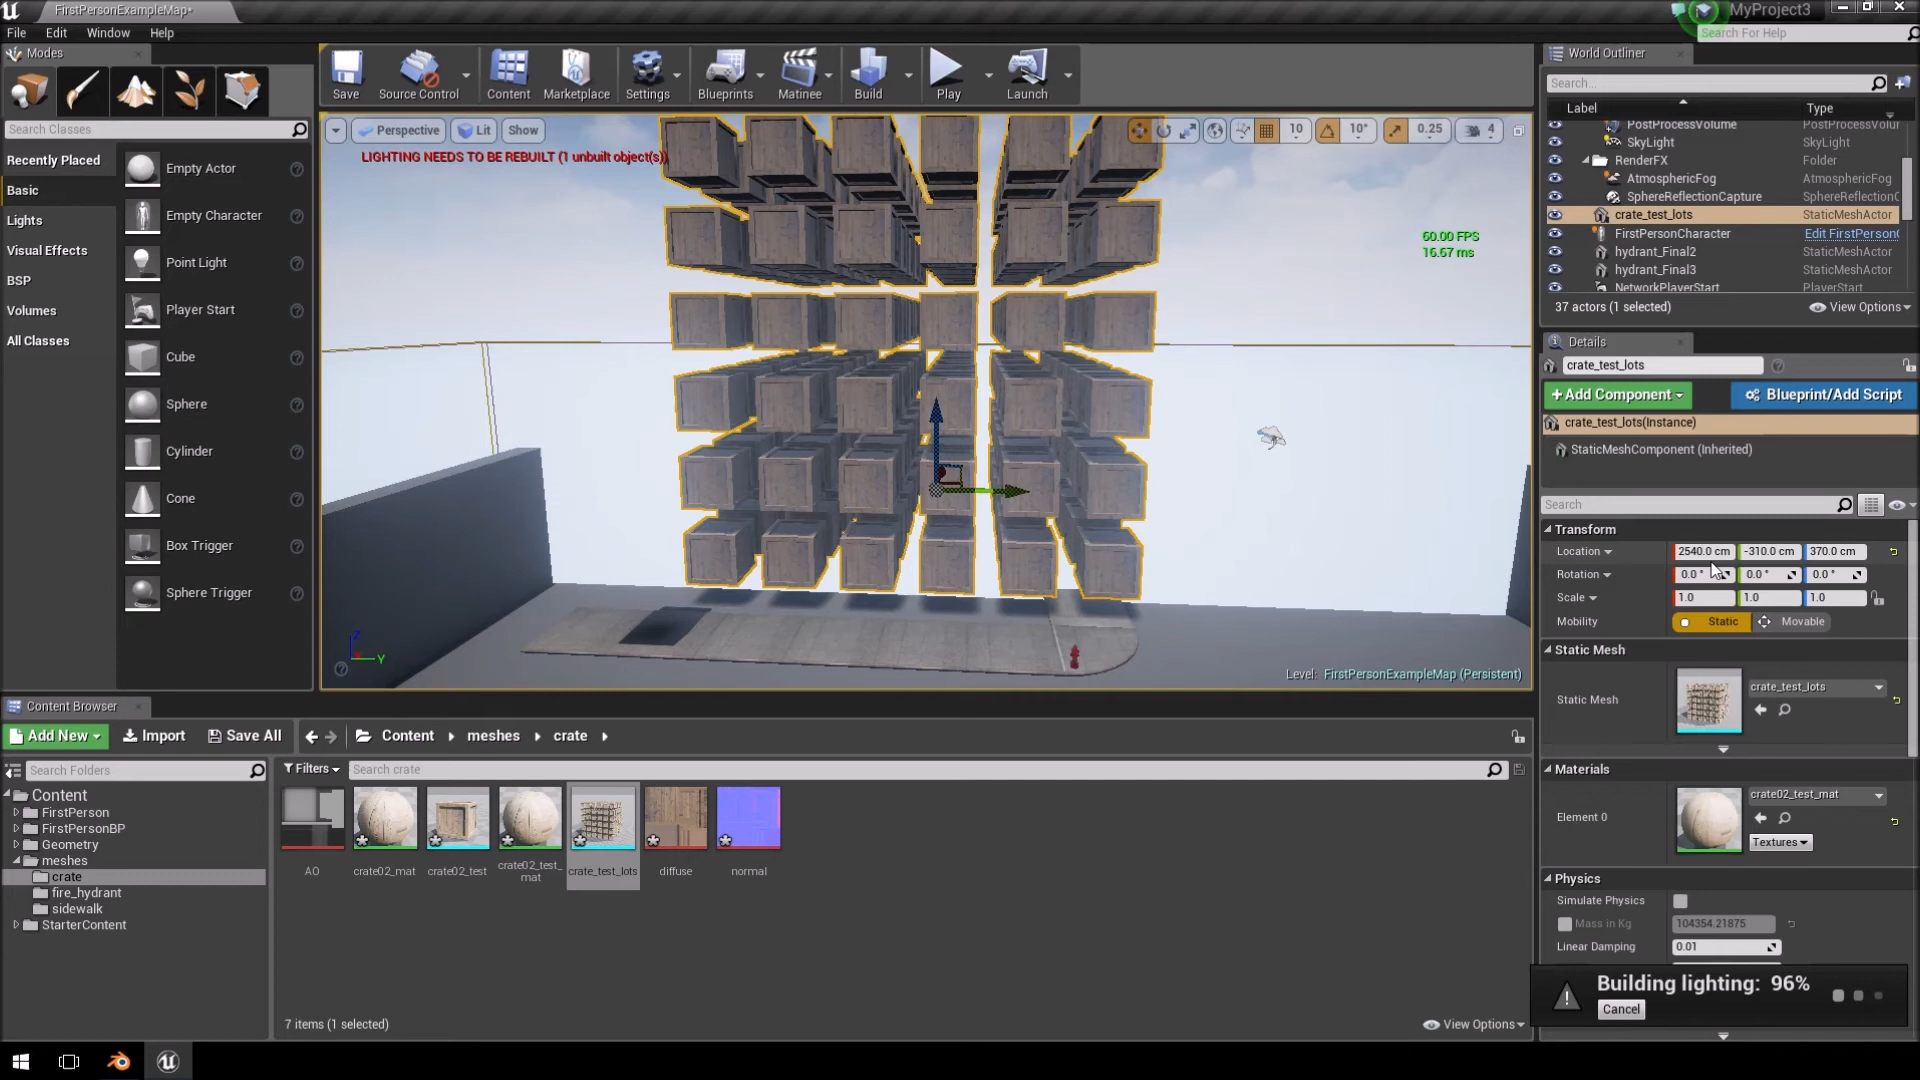 FirstPersonExampleMap*
MyProject3
File Edit Window Help
Search For Help
Modes
Search Classes
Recently Placed
Basic
Lights
Visual Effects
BSP
Volumes
All Classes
Empty Actor
Empty Character
Point Light
Player Start
Cube
Sphere
Cylinder
Cone
Box Trigger
Sphere Trigger
Save Source Control Content Marketplace Settings Blueprints Matinee Build Play Launch
Perspective Lit Show
10 10° 0.25 4
LIGHTING NEEDS TO BE REBUILT (1 unbuilt object(s))
60.00 FPS
16.67 ms
Z
Y
Level: FirstPersonExampleMap (Persistent)
World Outliner
Search...
Label Type
PostProcessVolume PostProcessVolur
SkyLight SkyLight
RenderFX Folder
AtmosphericFog AtmosphericFog
SphereReflectionCapture SphereReflectionC
crate_test_lots StaticMeshActor
FirstPersonCharacter Edit FirstPerson
hydrant_Final2 StaticMeshActor
hydrant_Final3 StaticMeshActor
NetworkPlayerStart PlayerStart
37 actors (1 selected) View Options
Details
crate_test_lots
+Add Component Blueprint/Add Script
crate_test_lots(Instance)
StaticMeshComponent (Inherited)
Search
Transform
Location 2540.0 cm -310.0 cm 370.0 cm
Rotation 0.0 ° 0.0 ° 0.0 °
Scale 1.0 1.0 1.0
Mobility Static Movable
Static Mesh
Static Mesh crate_test_lots
Materials
Element 0 crate02_test_mat
Textures
Physics
Simulate Physics
Mass in Kg 104354.21875
Linear Damping 0.01
Building lighting: 96%
Cancel
Content Browser
Add New Import Save All Content meshes crate
Search Folders
Filters Search crate
Content
FirstPerson
FirstPersonBP
Geometry
meshes
crate
fire_hydrant
sidewalk
StarterContent
AO
crate02_mat
crate02_test
crate02_test_
mat
crate_test_lots
diffuse
normal
7 items (1 selected) View Options